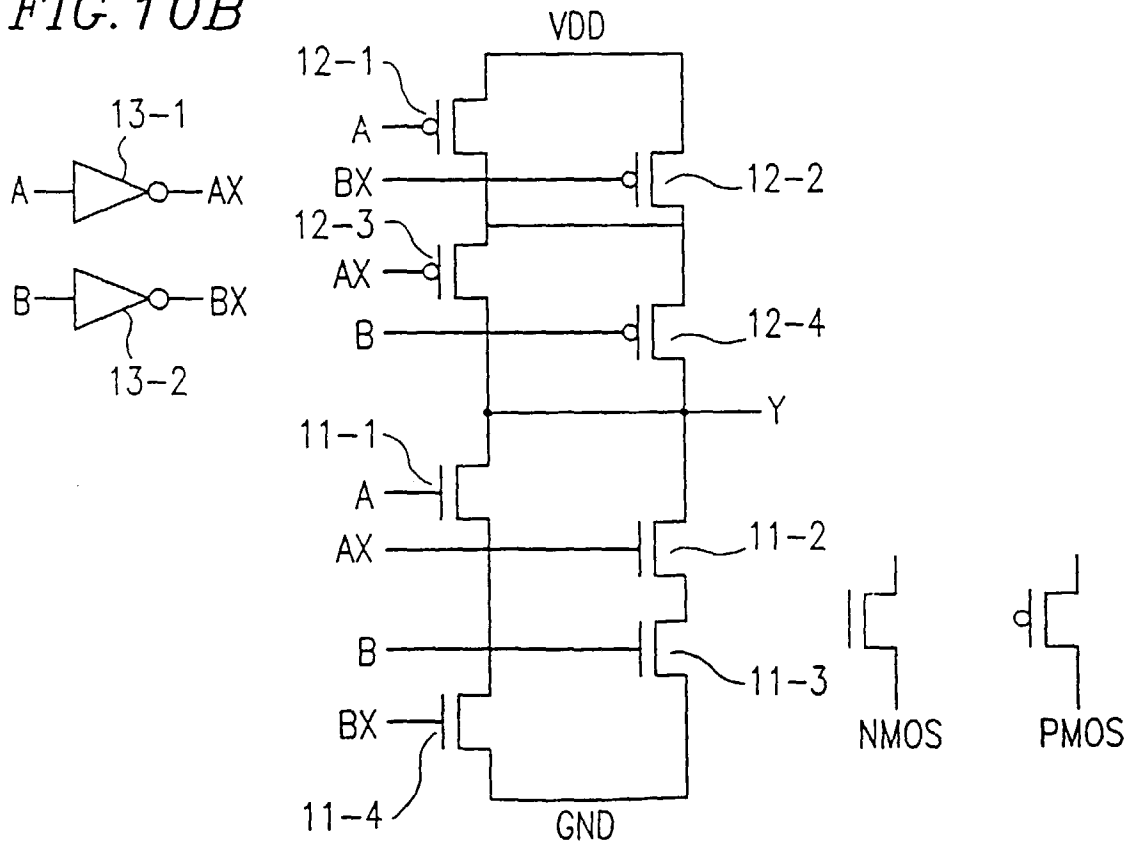 FIG. 10B
VDD
12-1
13-1
A
A
AX
BX
12-2
12-3
AX
B
BX
B
12-4
13-2
Y
11-1
A
AX
11-2
B
11-3
BX
NMOS
PMOS
11-4
GND